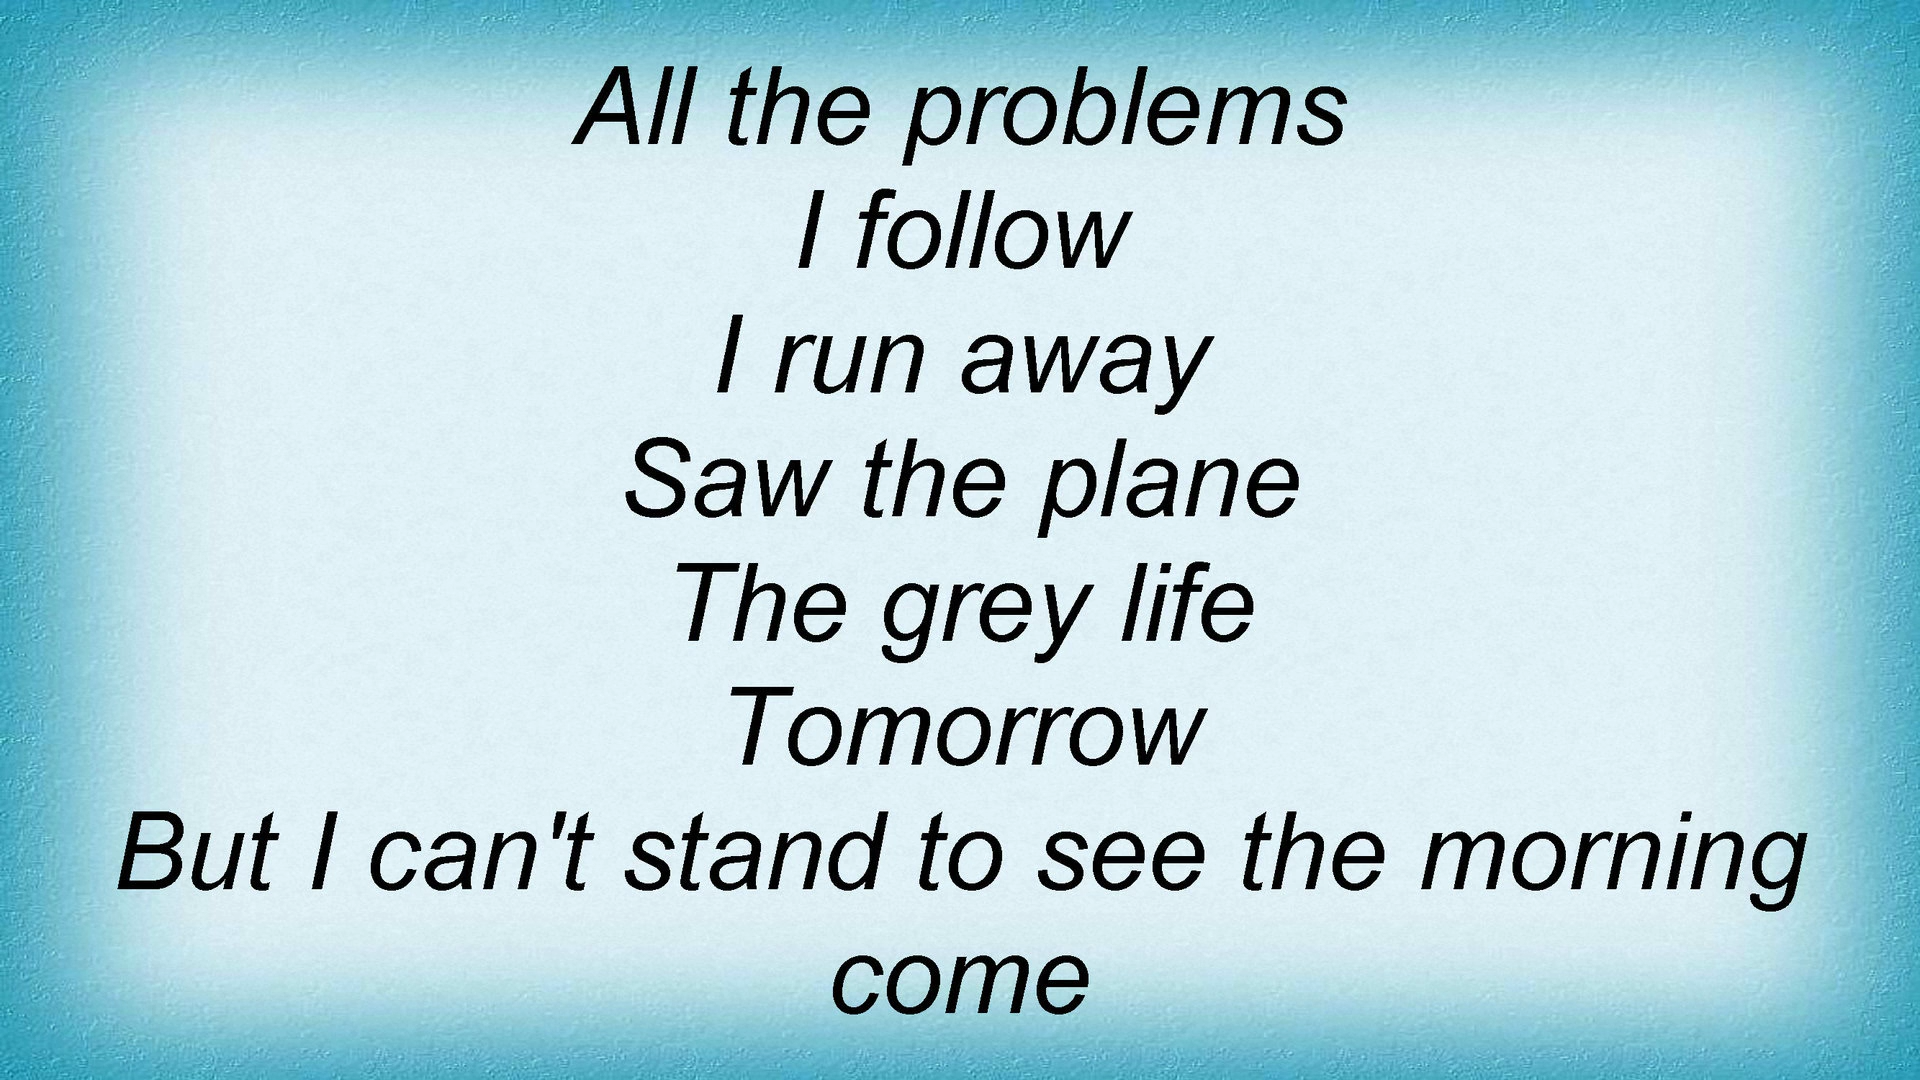 All the problems
I follow
I run away
Saw the plane
The grey life
Tomorrow
But I can't stand to see the morning
come